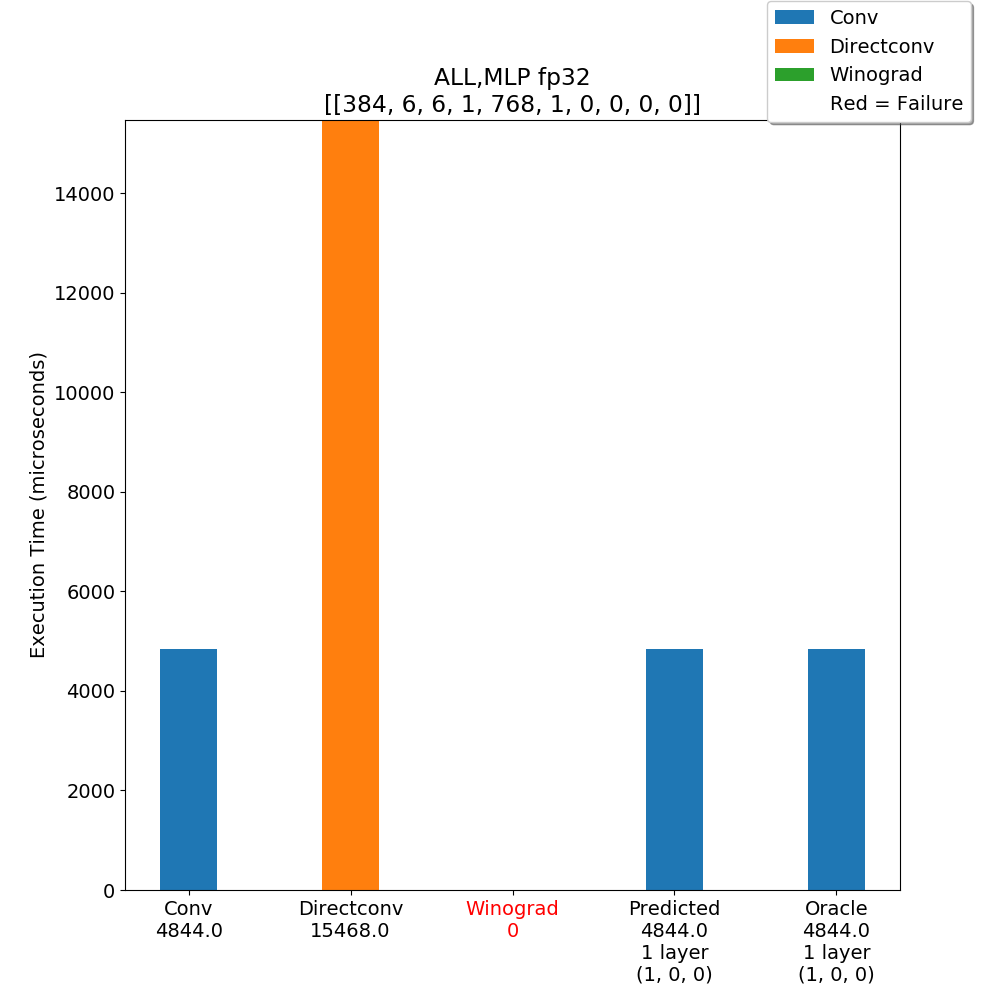 Conv
Directconv
Winograd
Red = Failure
ALL,MLP fp32
[[384, 6, 6, 1, 768, 1, 0, 0, 0, 0]]
Execution Time (microseconds)
14000
12000
10000
8000
6000
4000
2000
0
Conv
4844.0
Directconv
15468.0
Winograd
0
Predicted
4844.0
1 layer
(1, 0, 0)
Oracle
4844.0
1 layer
(1, 0, 0)